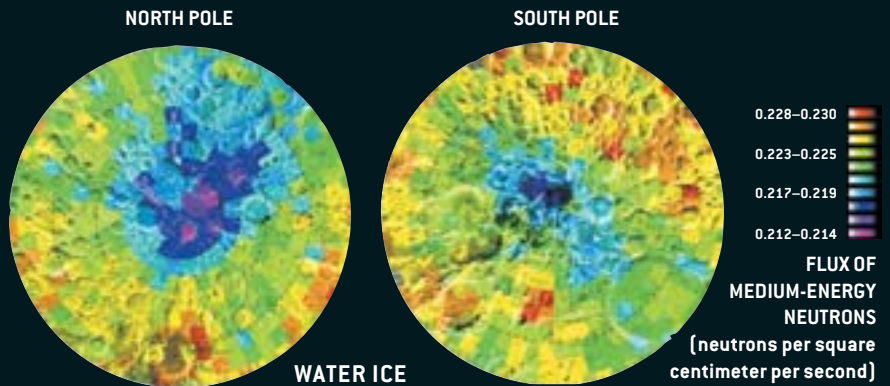 NORTH POLE
SOUTH POLE
0.228–0.230
0.223–0.225
0.217–0.219
0.212–0.214
FLUX OF
MEDIUM-ENERGY
NEUTRONS
(neutrons per square
centimeter per second)
WATER ICE